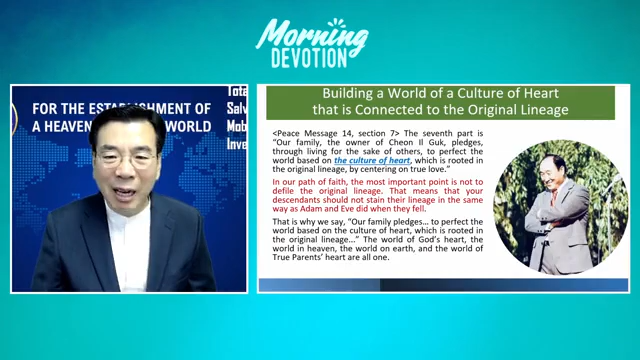 Morning
DEVOTION
FOR THE ESTABLISHMENT OF
A HEAVEN
WORLD
Tota
Salv
Mob
Inve
Building a World of a Culture of Heart
that is Connected to the Original Lineage
<Peace Message 14, section 7> The seventh part is
“Our family, the owner of Cheon Il Guk, pledges,
through living for the sake of others, to perfect the
world based on the culture of heart, which is rooted in
the original lineage, by centering on true love.”
In our path of faith, the most important point is not to
defile the original lineage. That means that your
descendants should not stain their lineage in the same
way as Adam and Eve did when they fell.
That is why we say, “Our family pledges... to perfect the
world based on the culture of heart, which is rooted in
the original lineage...” The world of God’s heart, the
world in heaven, the world on earth, and the world of
True Parents’ heart are all one.